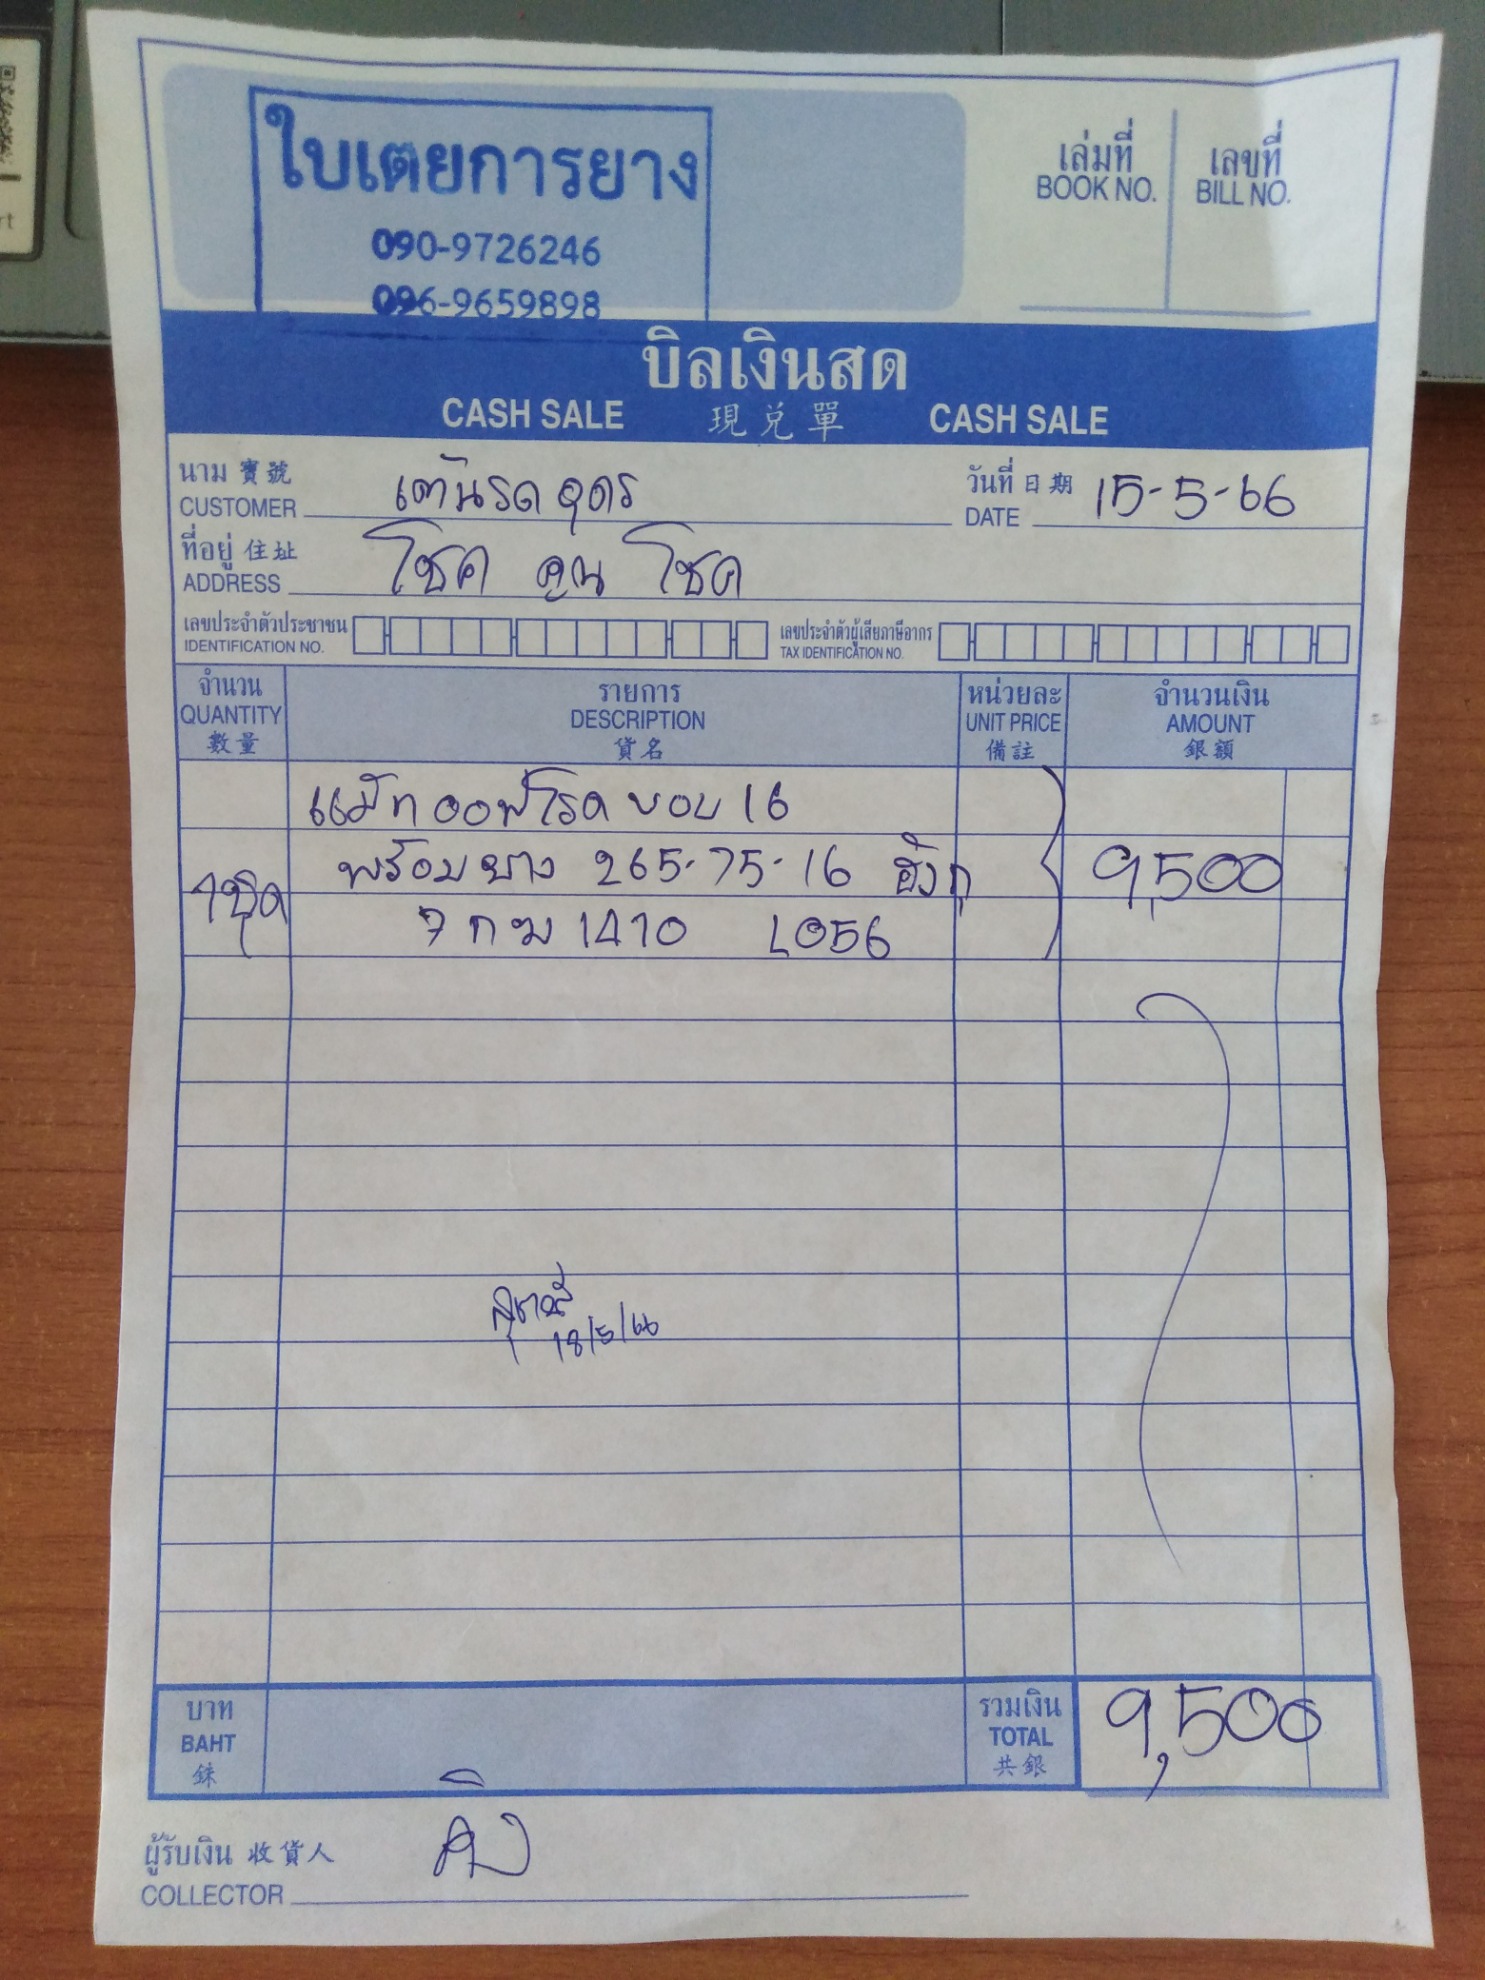 ใบเตยการยาง
090-9726246
096-9659898
เล่มที่ เลขที่
BOOK NO. BILL NO.
บิลเงินสด
CASH SALE 現兌單 CASH SALE
นาม 寶號 วันที่ 日期
CUSTOMER เต้นรถอุดร DATE 15-5-66
ที่อยู่ 住址
ADDRESS โชค คูน โชค
เลขประจำตัวประชาชน เลขประจำตัวผู้เสียภาษีอากร
IDENTIFICATION NO. TAX IDENTIFICATION NO.
จำนวน รายการ หน่วยละ จำนวนเงิน
QUANTITY DESCRIPTION UNIT PRICE AMOUNT
數量 貨名 備註 銀額
แม็ก ออฟโรด ขอบ 16
1ชุด พร้อมยาง 265-75-16 9,500
7 กฆ 1410 L056
18/5/66
บาท รวมเงิน
BAHT TOTAL 9,500
銖 共銀
ผู้รับเงิน 收貨人
COLLECTOR